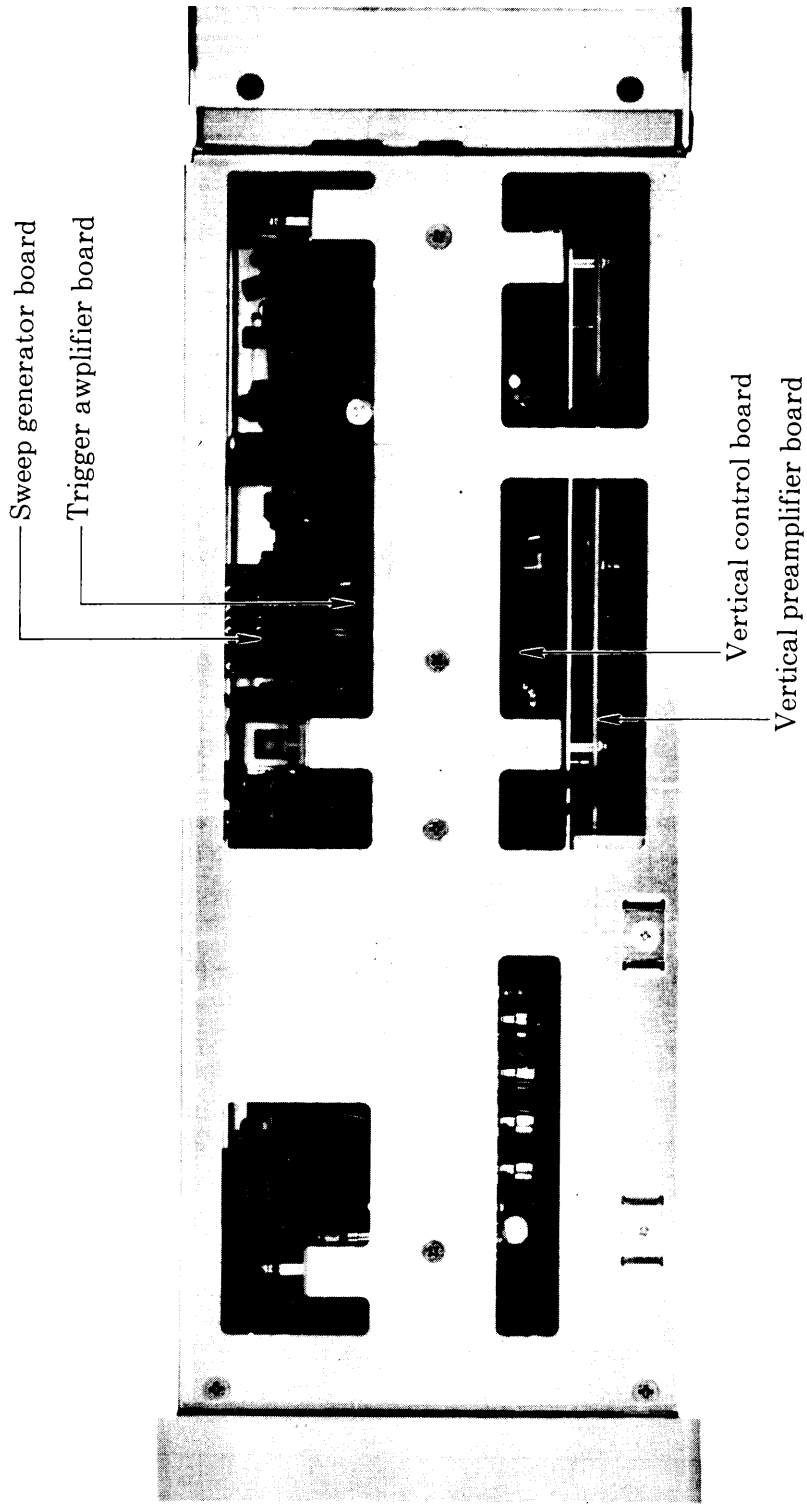 Sweep generator board
Trigger awplifier board
Vertical control board
Vertical preamplifier board